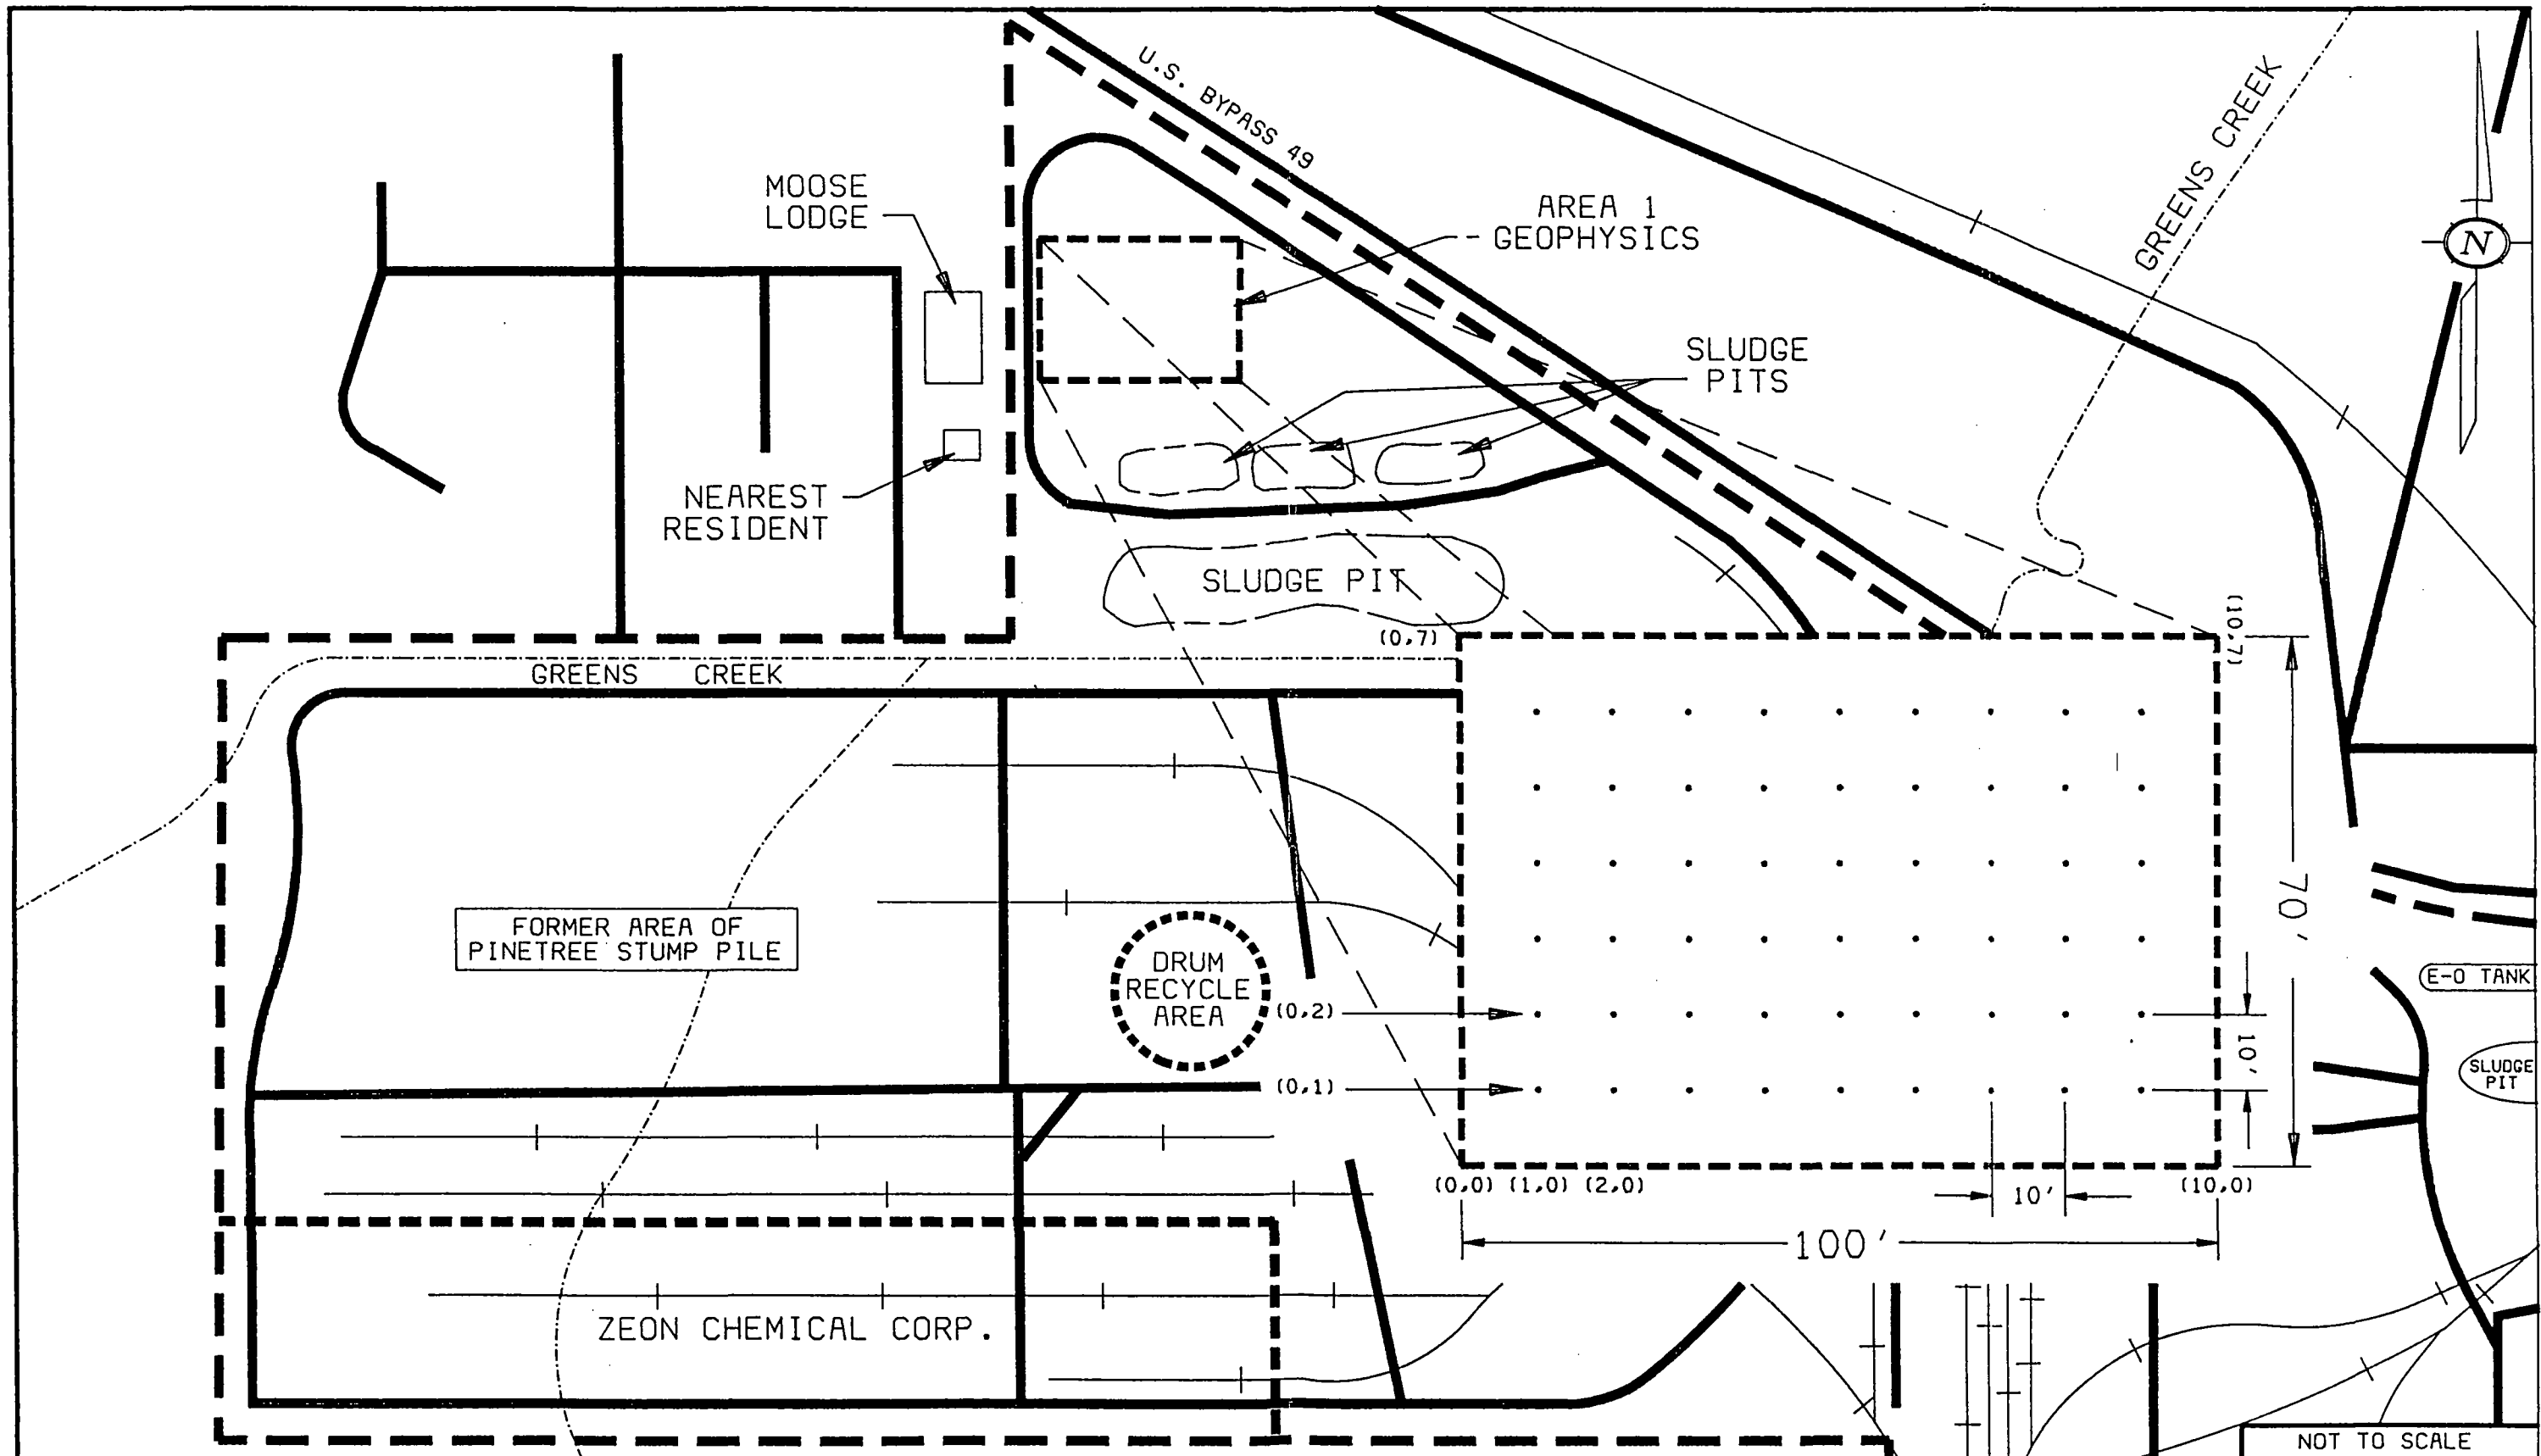 U.S. BYPASS 49
GREENS CREEK
MOOSE
LODGE
AREA 1
GEOPHYSICS
N
SLUDGE
PITS
NEAREST
RESIDENT
SLUDGE PIT
(0,7)
(10,7)
GREENS CREEK
70'
FORMER AREA OF
PINETREE STUMP PILE
DRUM
RECYCLE
AREA
(0,2)
E-O TANK
10'
(0,1)
SLUDGE
PIT
(0,0) (1,0) (2,0)
10'
(10,0)
100'
ZEON CHEMICAL CORP.
NOT TO SCALE